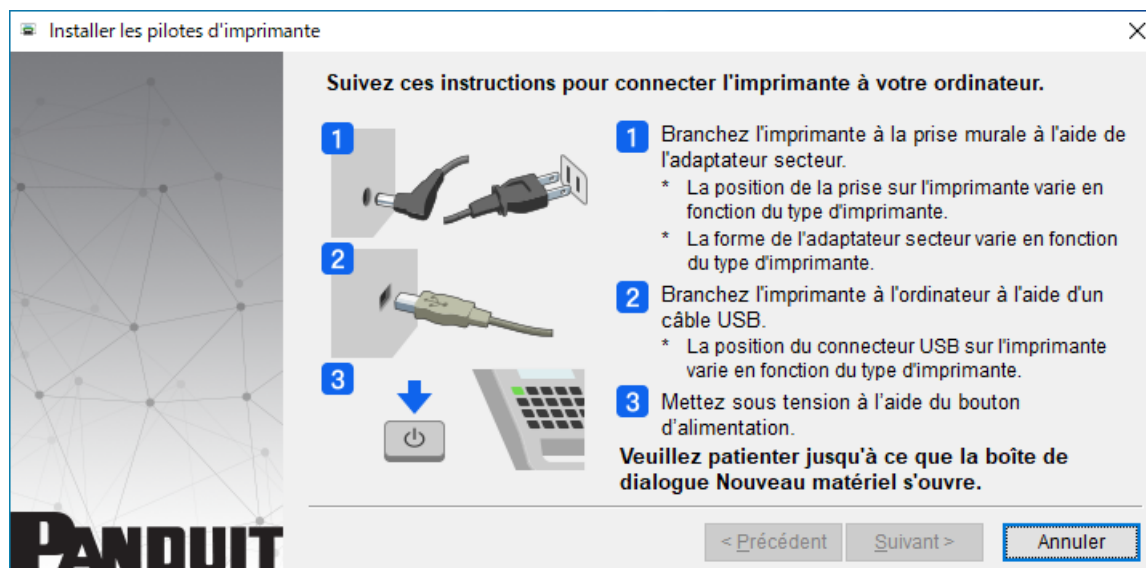 Installer les pilotes d'imprimante
Suivez ces instructions pour connecter l'imprimante à votre ordinateur.
1
2
3
1 Branchez l'imprimante à la prise murale à l'aide de
l'adaptateur secteur.
* La position de la prise sur l'imprimante varie en
fonction du type d'imprimante.
* La forme de l'adaptateur secteur varie en fonction
du type d'imprimante.
2 Branchez l'imprimante à l'ordinateur à l'aide d'un
câble USB.
* La position du connecteur USB sur l'imprimante
varie en fonction du type d'imprimante.
3 Mettez sous tension à l’aide du bouton
d’alimentation.
Veuillez patienter jusqu'à ce que la boîte de
dialogue Nouveau matériel s'ouvre.
PANDUIT
< Précédent Suivant > Annuler